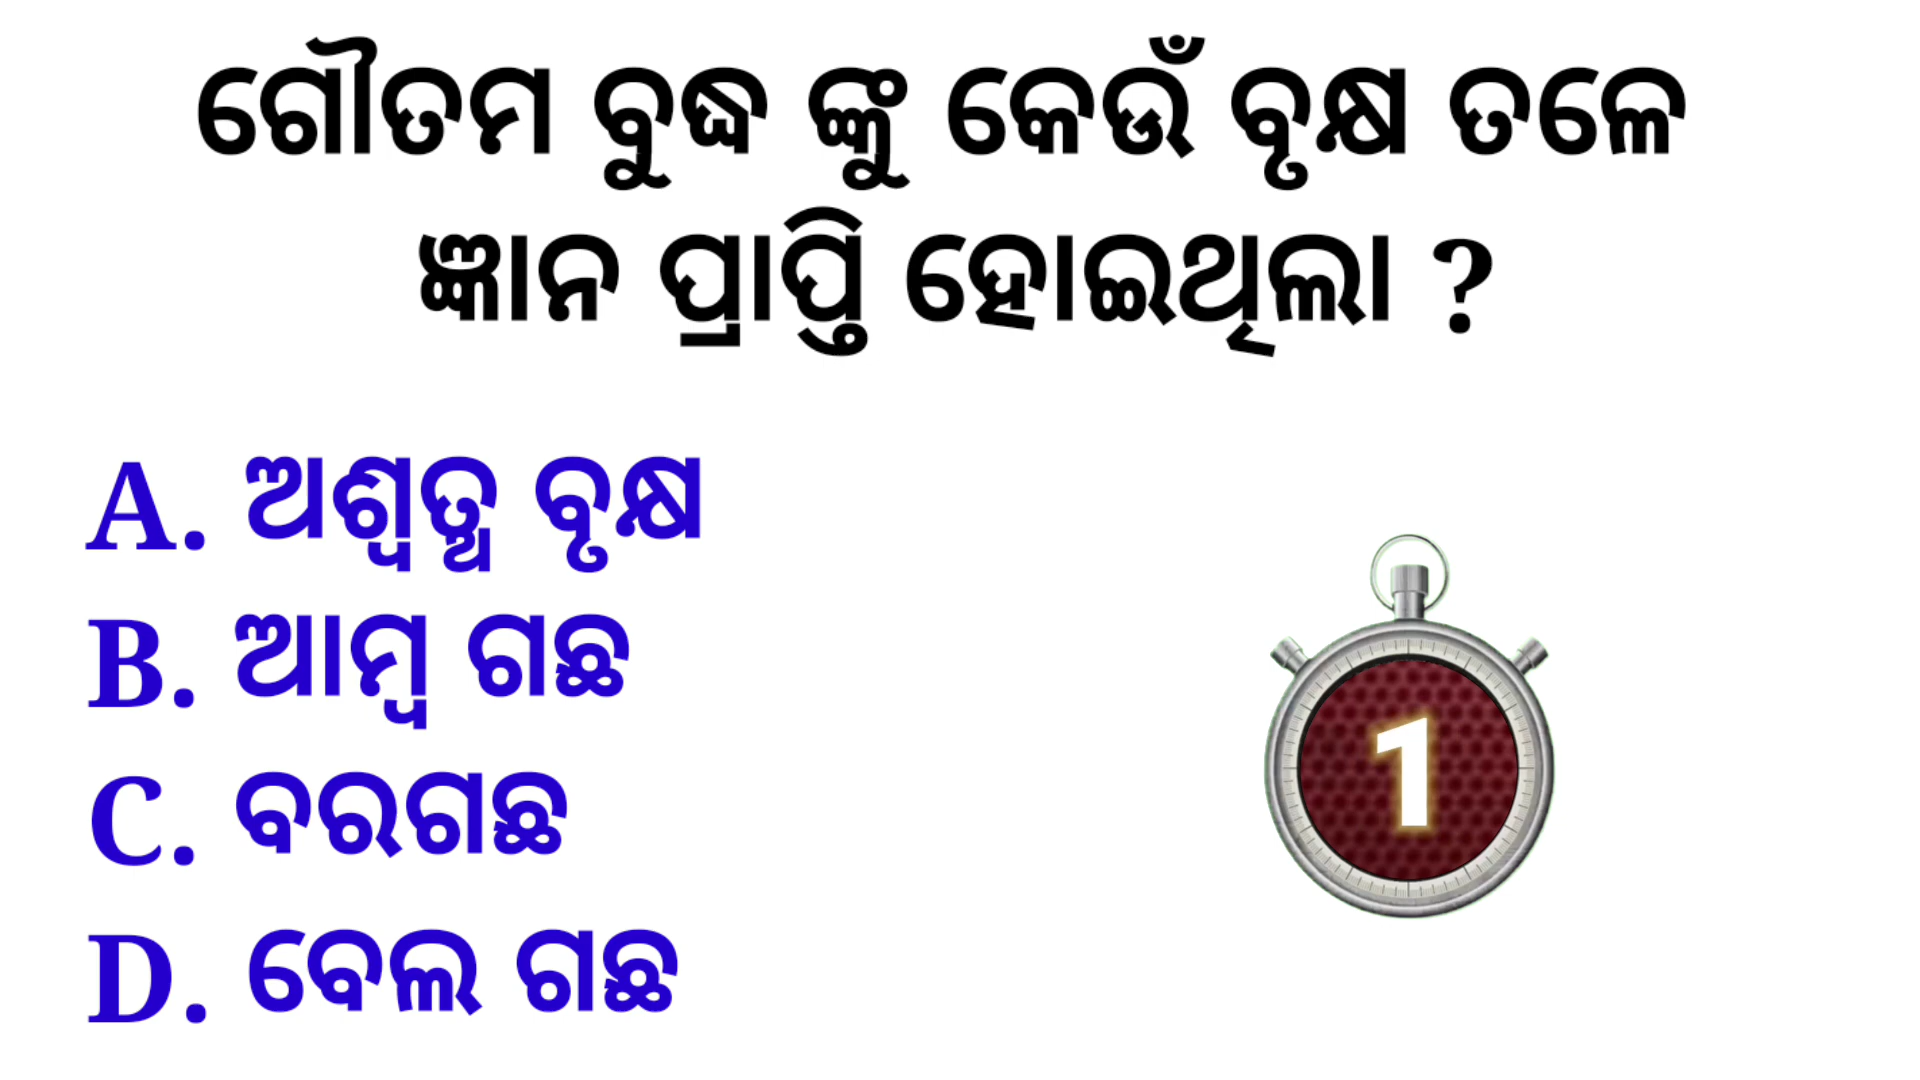 ଗୌତମ ବୁଦ୍ଧ ଙ୍କୁ କେଉଁ ବୃକ୍ଷ ତଳେ
ଜ୍ଞାନ ପ୍ରାପ୍ତି ହୋଇଥିଲା ?
A. ଅଶ୍ୱତ୍ଥ ବୃକ୍ଷ
B. ଆମ୍ବ ଗଛ
C. ବରଗଛ
D. ବେଲ ଗଛ
1